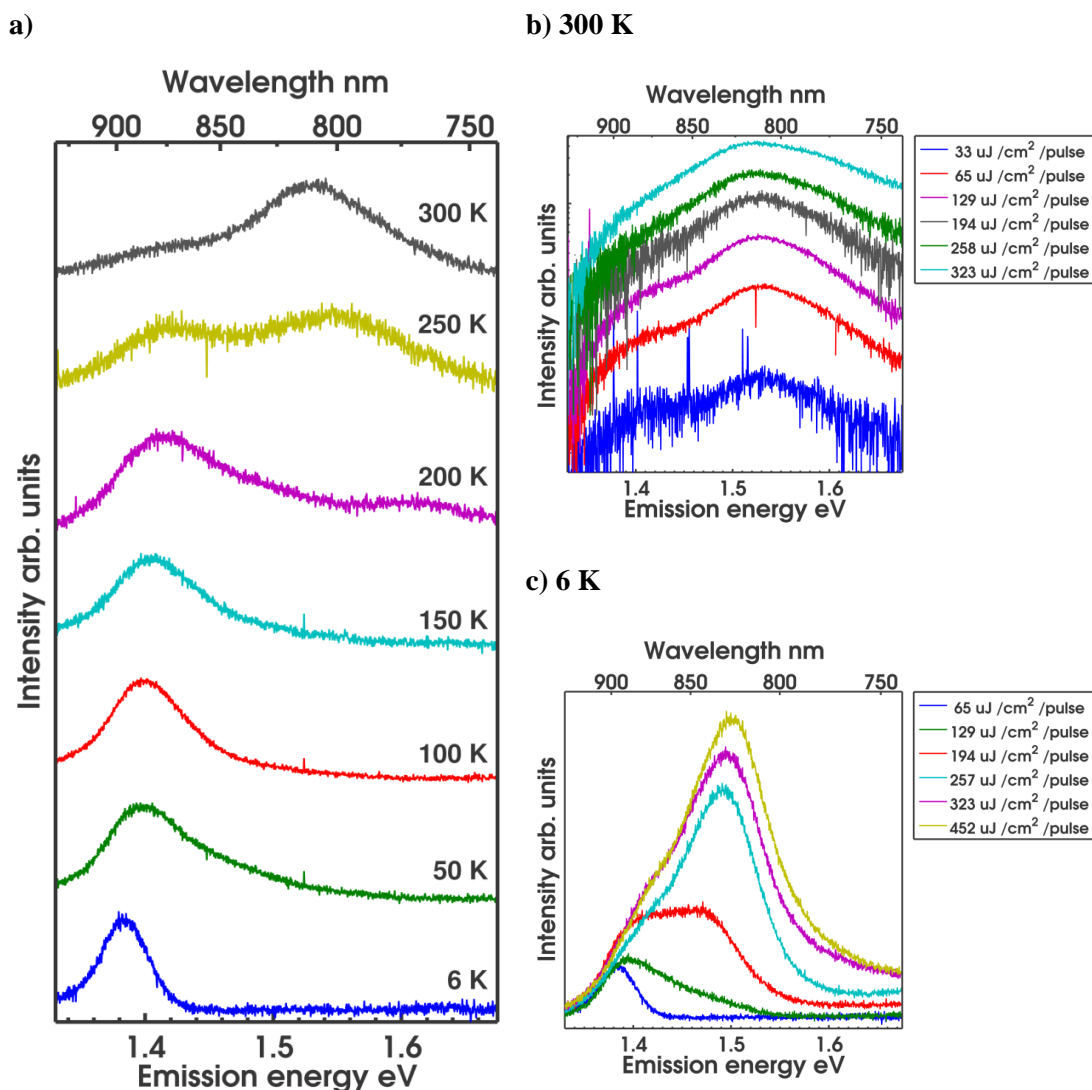 a)
Wavelength nm
900 850 800 750
300 K
250 K
200 K
150 K
100 K
50 K
6 K
Intensity arb. units
1.4 1.5 1.6
Emission energy eV
b) 300 K
Wavelength nm
900 850 800 750
Intensity arb. units
1.4 1.5 1.6
Emission energy eV
33 uJ /cm² /pulse
65 uJ /cm² /pulse
129 uJ /cm² /pulse
194 uJ /cm² /pulse
258 uJ /cm² /pulse
323 uJ /cm² /pulse
c) 6 K
Wavelength nm
900 850 800 750
Intensity arb. units
1.4 1.5 1.6
Emission energy eV
65 uJ /cm² /pulse
129 uJ /cm² /pulse
194 uJ /cm² /pulse
257 uJ /cm² /pulse
323 uJ /cm² /pulse
452 uJ /cm² /pulse